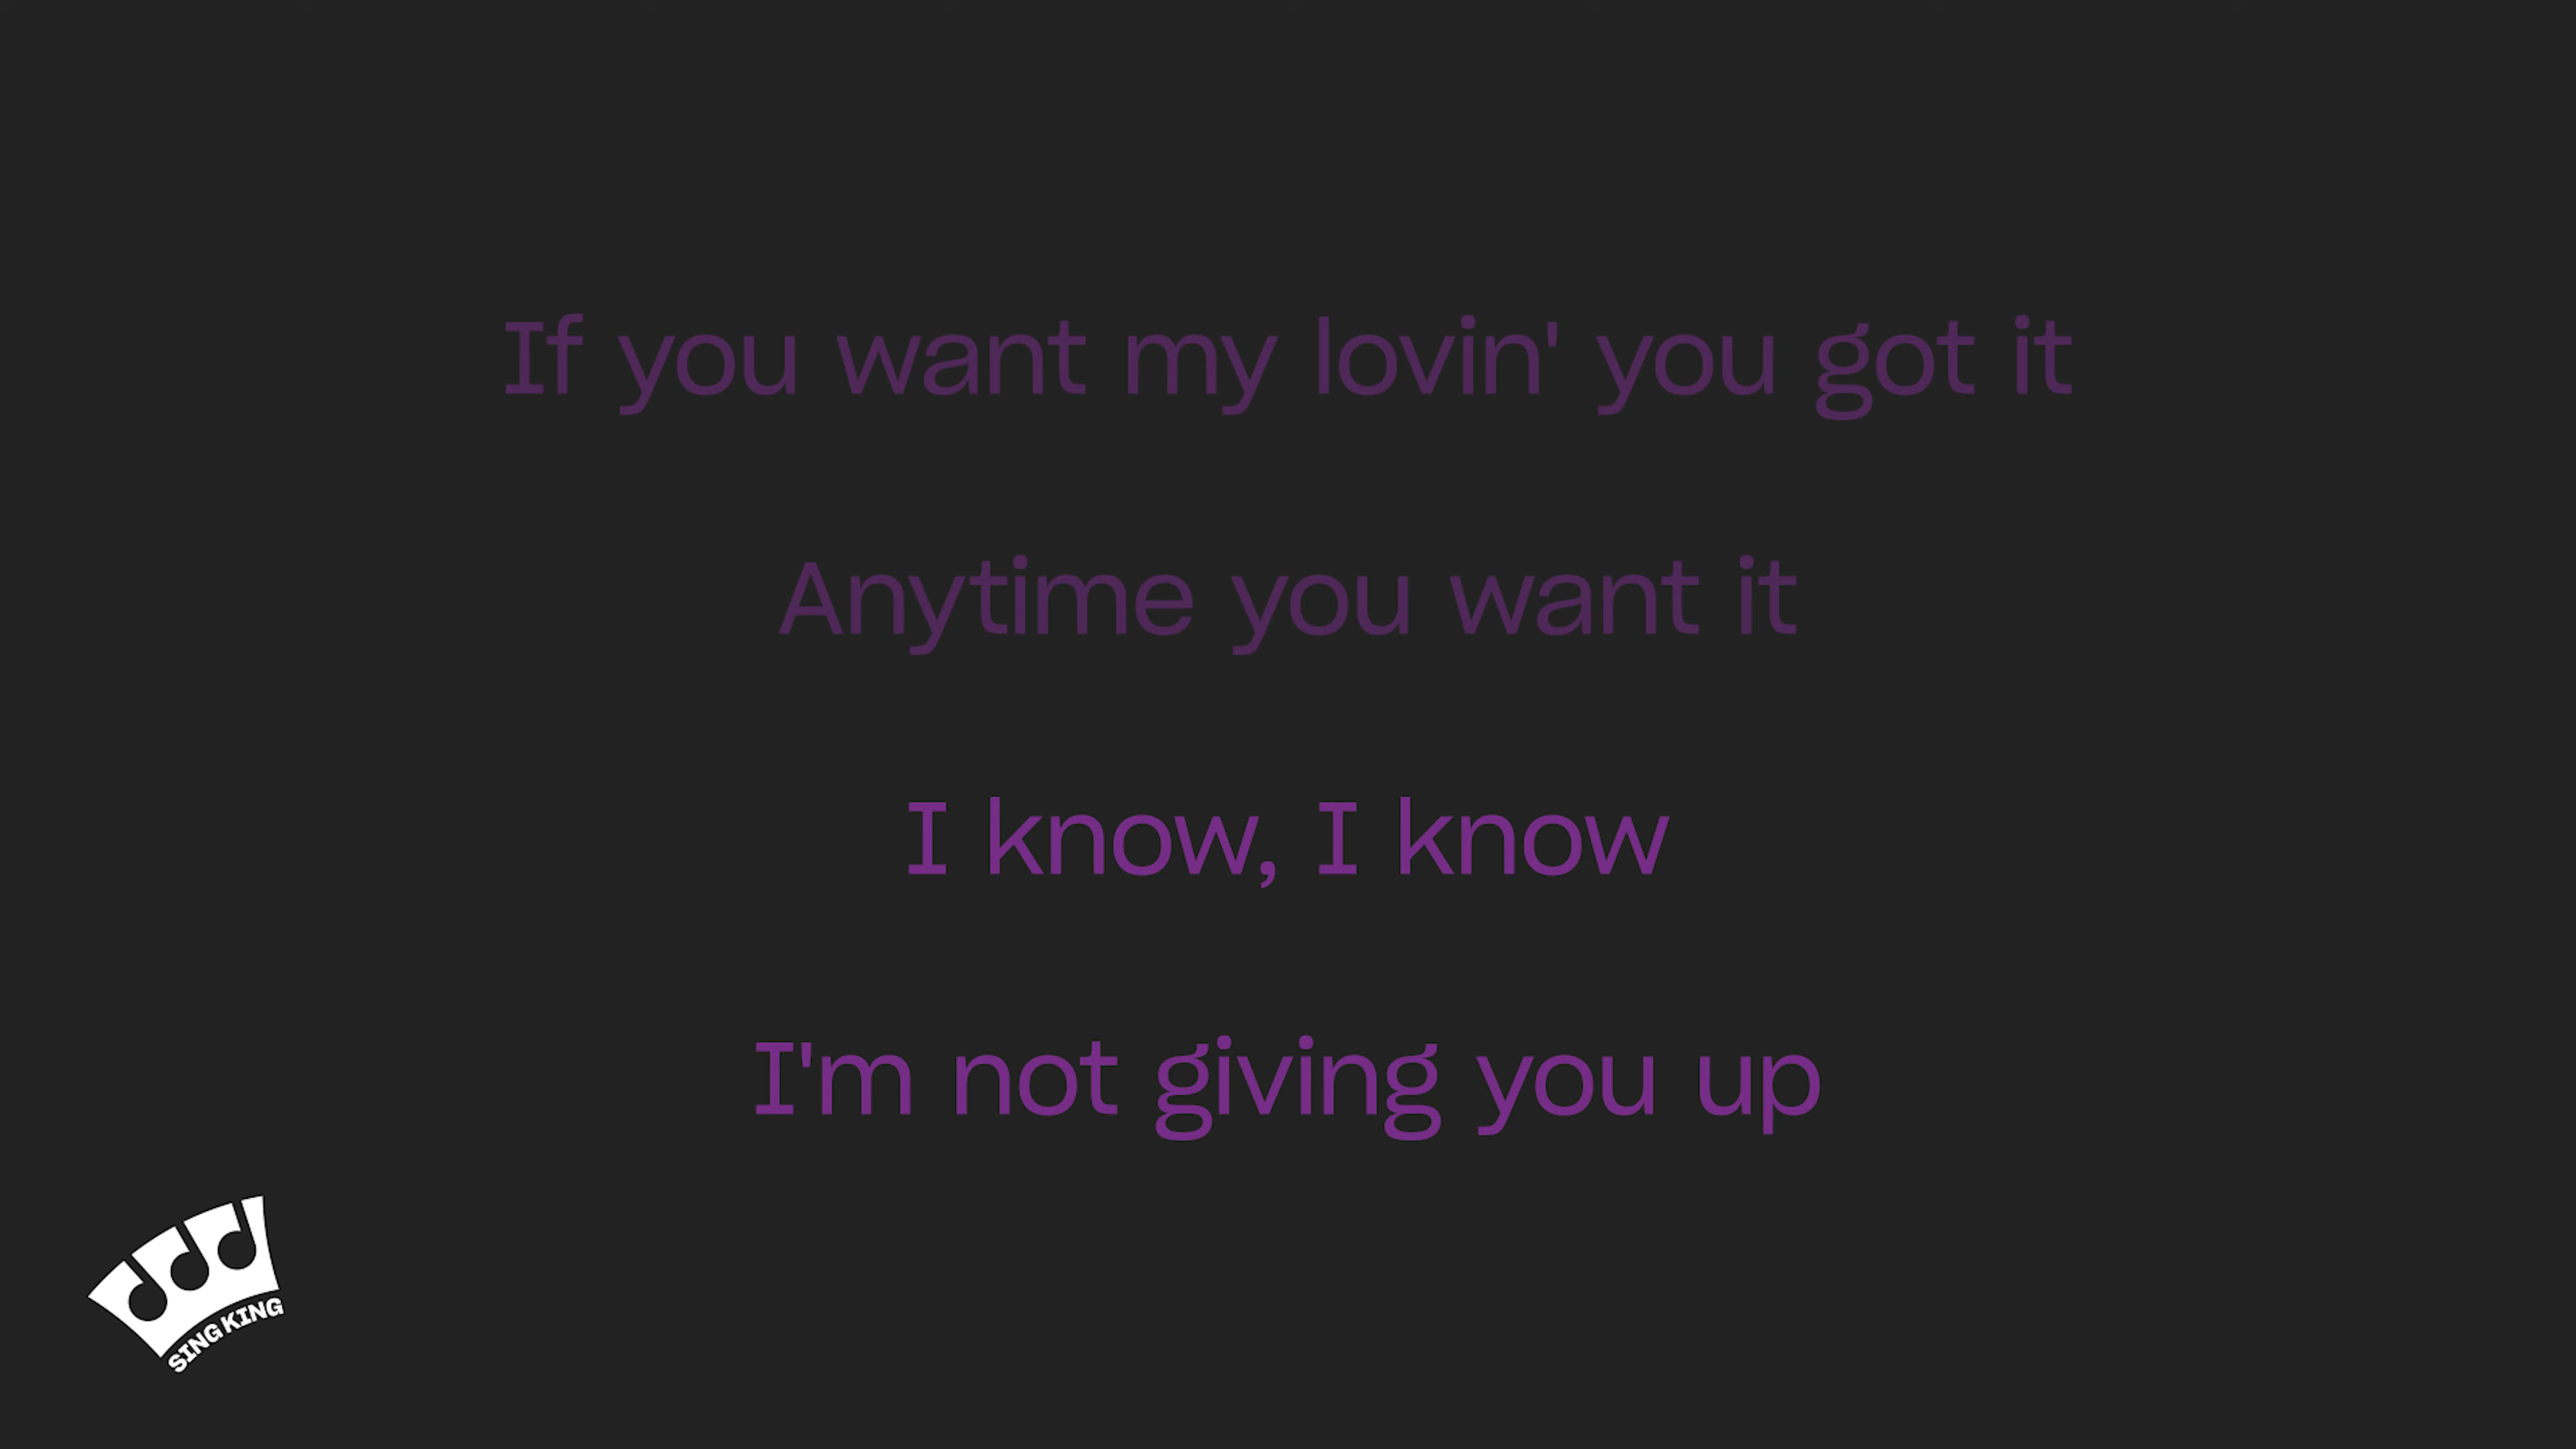 If you want my lovin' you got it
Anytime you want it
I know, I know
I'm not giving you up
SING KING